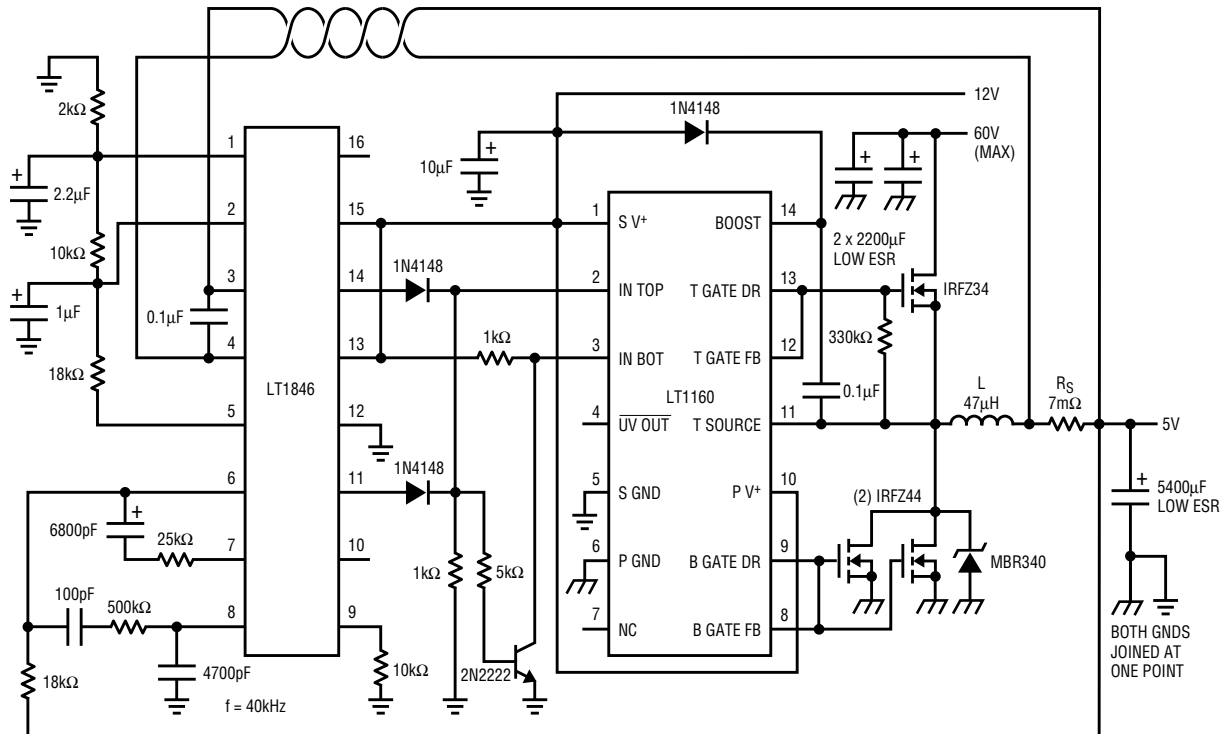 2kΩ
2.2µF
10kΩ
1µF
18kΩ
1
2
3
4
5
6
7
8
16
15
14
13
12
11
10
9
0.1µF
LT1846
6800pF
25kΩ
100pF
500kΩ
18kΩ
4700pF
f = 40kHz
10kΩ
1N4148
1N4148
1kΩ
1kΩ
5kΩ
2N2222
10µF
1N4148
12V
60V
(MAX)
1
2
3
4
5
6
7
14
13
12
11
10
9
8
S V+
IN TOP
IN BOT
UV OUT
S GND
P GND
NC
LT1160
BOOST
T GATE DR
T GATE FB
T SOURCE
P V+
B GATE DR
B GATE FB
2 x 2200µF
LOW ESR
IRFZ34
330kΩ
0.1µF
L
47µH
RS
7mΩ
5V
5400µF
LOW ESR
(2) IRFZ44
MBR340
BOTH GNDS
JOINED AT
ONE POINT
+
+
+
+
+
+
+